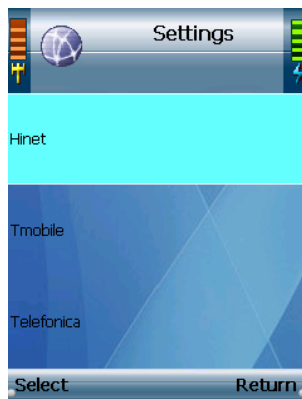 Settings
Hinet
Tmobile
Telefonica
Select Return